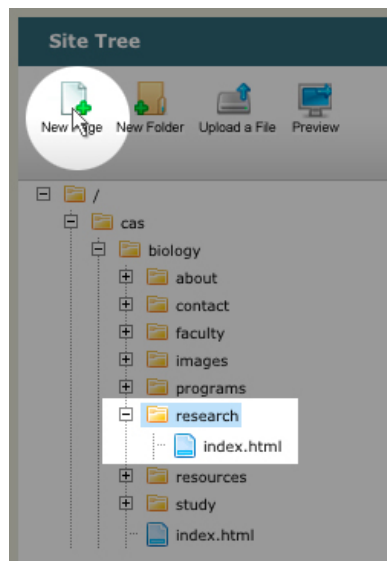 Site Tree
New Page New Folder Upload a File Preview
/
cas
biology
about
contact
faculty
images
programs
research
index.html
resources
study
index.html